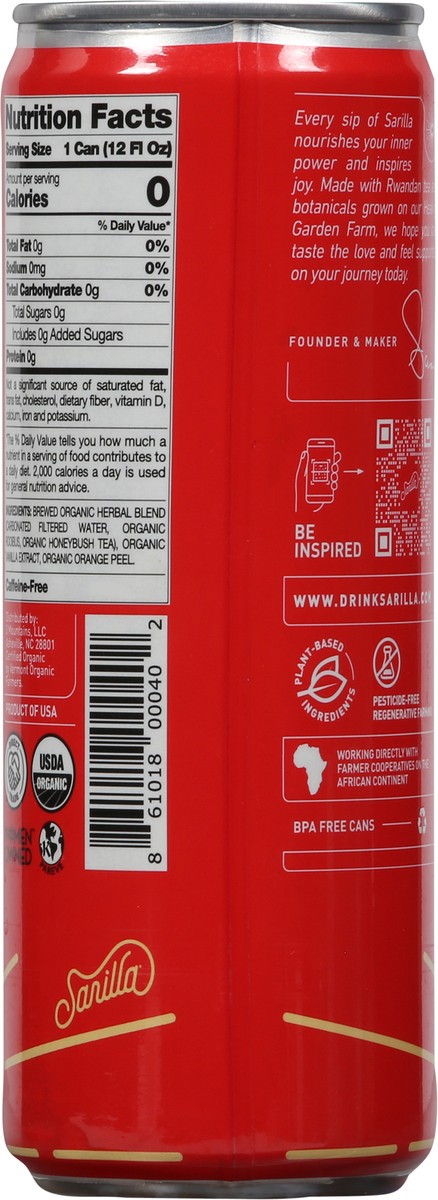 Nutrition Facts
Serving Size 1 Can (12 Fl Oz)
Amount per serving
Calories 0
% Daily Value*
Total Fat 0g 0%
Sodium 0mg 0%
Total Carbohydrate 0g 0%
Total Sugars 0g
Includes 0g Added Sugars
Protein 0g
Not a significant source of saturated fat,
trans fat, cholesterol, dietary fiber, vitamin D,
calcium, iron and potassium.
*The % Daily Value tells you how much a
nutrient in a serving of food contributes to
a daily diet. 2,000 calories a day is used
for general nutrition advice.
INGREDIENTS: BREWED ORGANIC HERBAL BLEND
(CARBONATED FILTERED WATER, ORGANIC
ROOIBOS, ORGANIC HONEYBUSH TEA), ORGANIC
VANILLA EXTRACT, ORGANIC ORANGE PEEL.
Caffeine-Free
Distributed by:
Mountains, LLC
Asheville, NC 28801
Certified Organic
by Vermont Organic
Farmers.
PRODUCT OF USA
USDA
ORGANIC
WOMEN
OWNED
K
PAREVE
8 61018 00040 2
Sarilla
Every sip of Sarilla
nourishes your inner
power and inspires
joy. Made with Rwandan
botanicals grown on our
Garden Farm, we hope you
taste the love and feel support
on your journey today.
FOUNDER & MAKER
BE
INSPIRED
WWW.DRINKSARILLA.COM
PLANT-BASED
INGREDIENTS
PESTICIDE-FREE
REGENERATIVE FARMING
WORKING DIRECTLY WITH
FARMER COOPERATIVES ON THE
AFRICAN CONTINENT
BPA FREE CANS